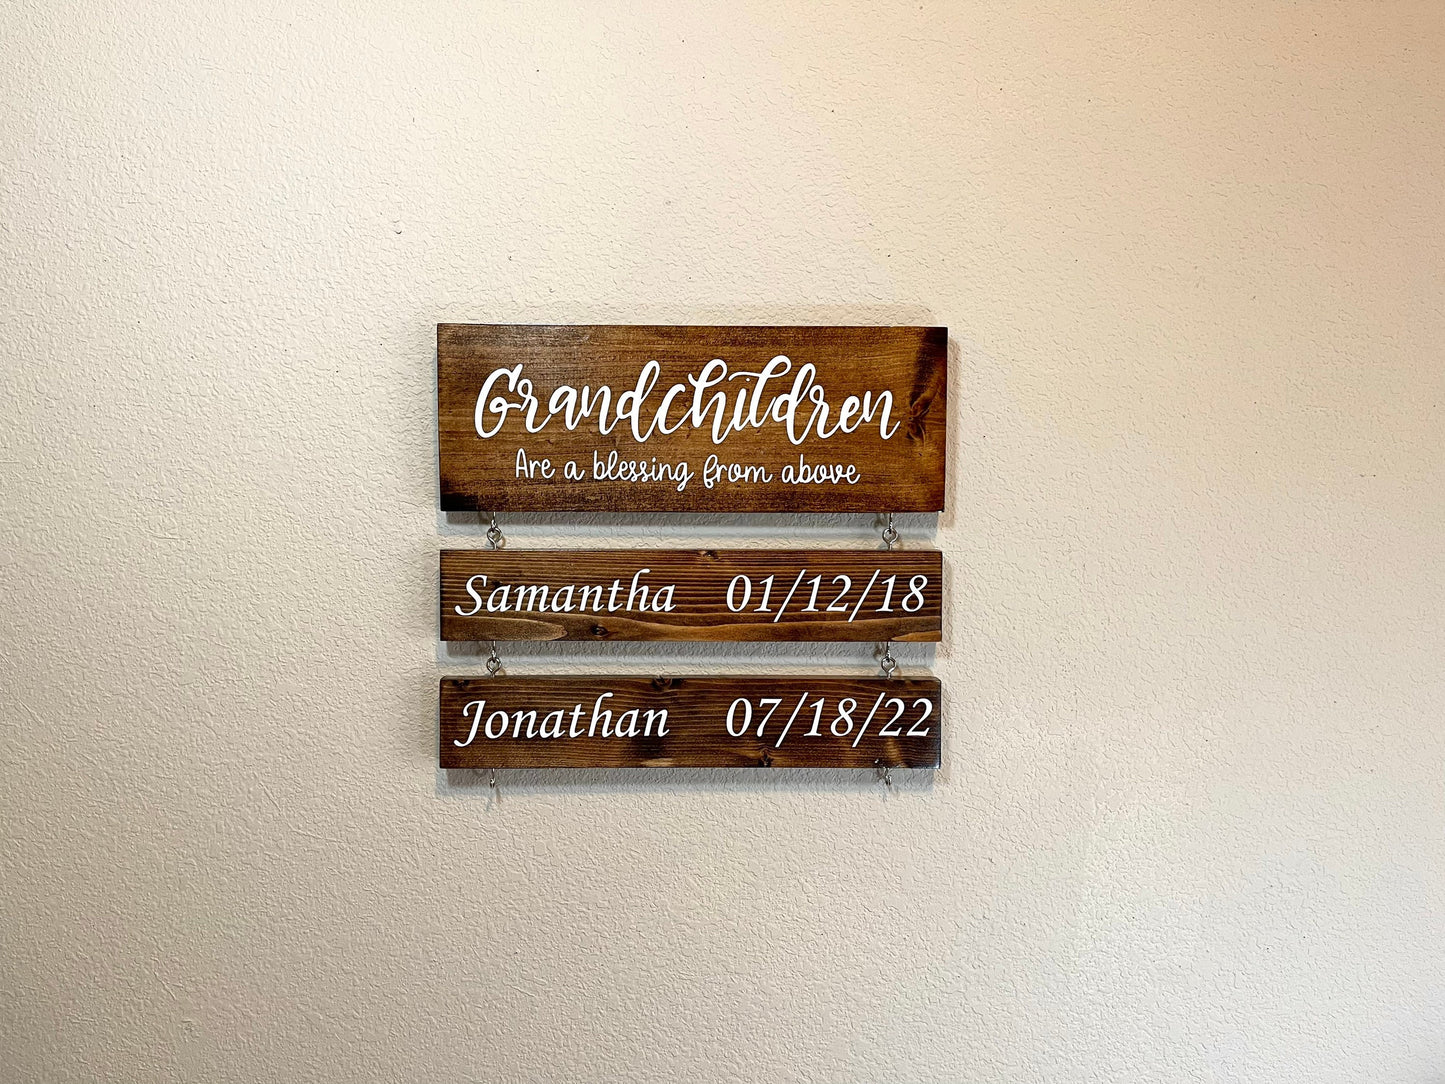 Grandchildren
Are a blessing from above
Samantha 01/12/18
Jonathan 07/18/22